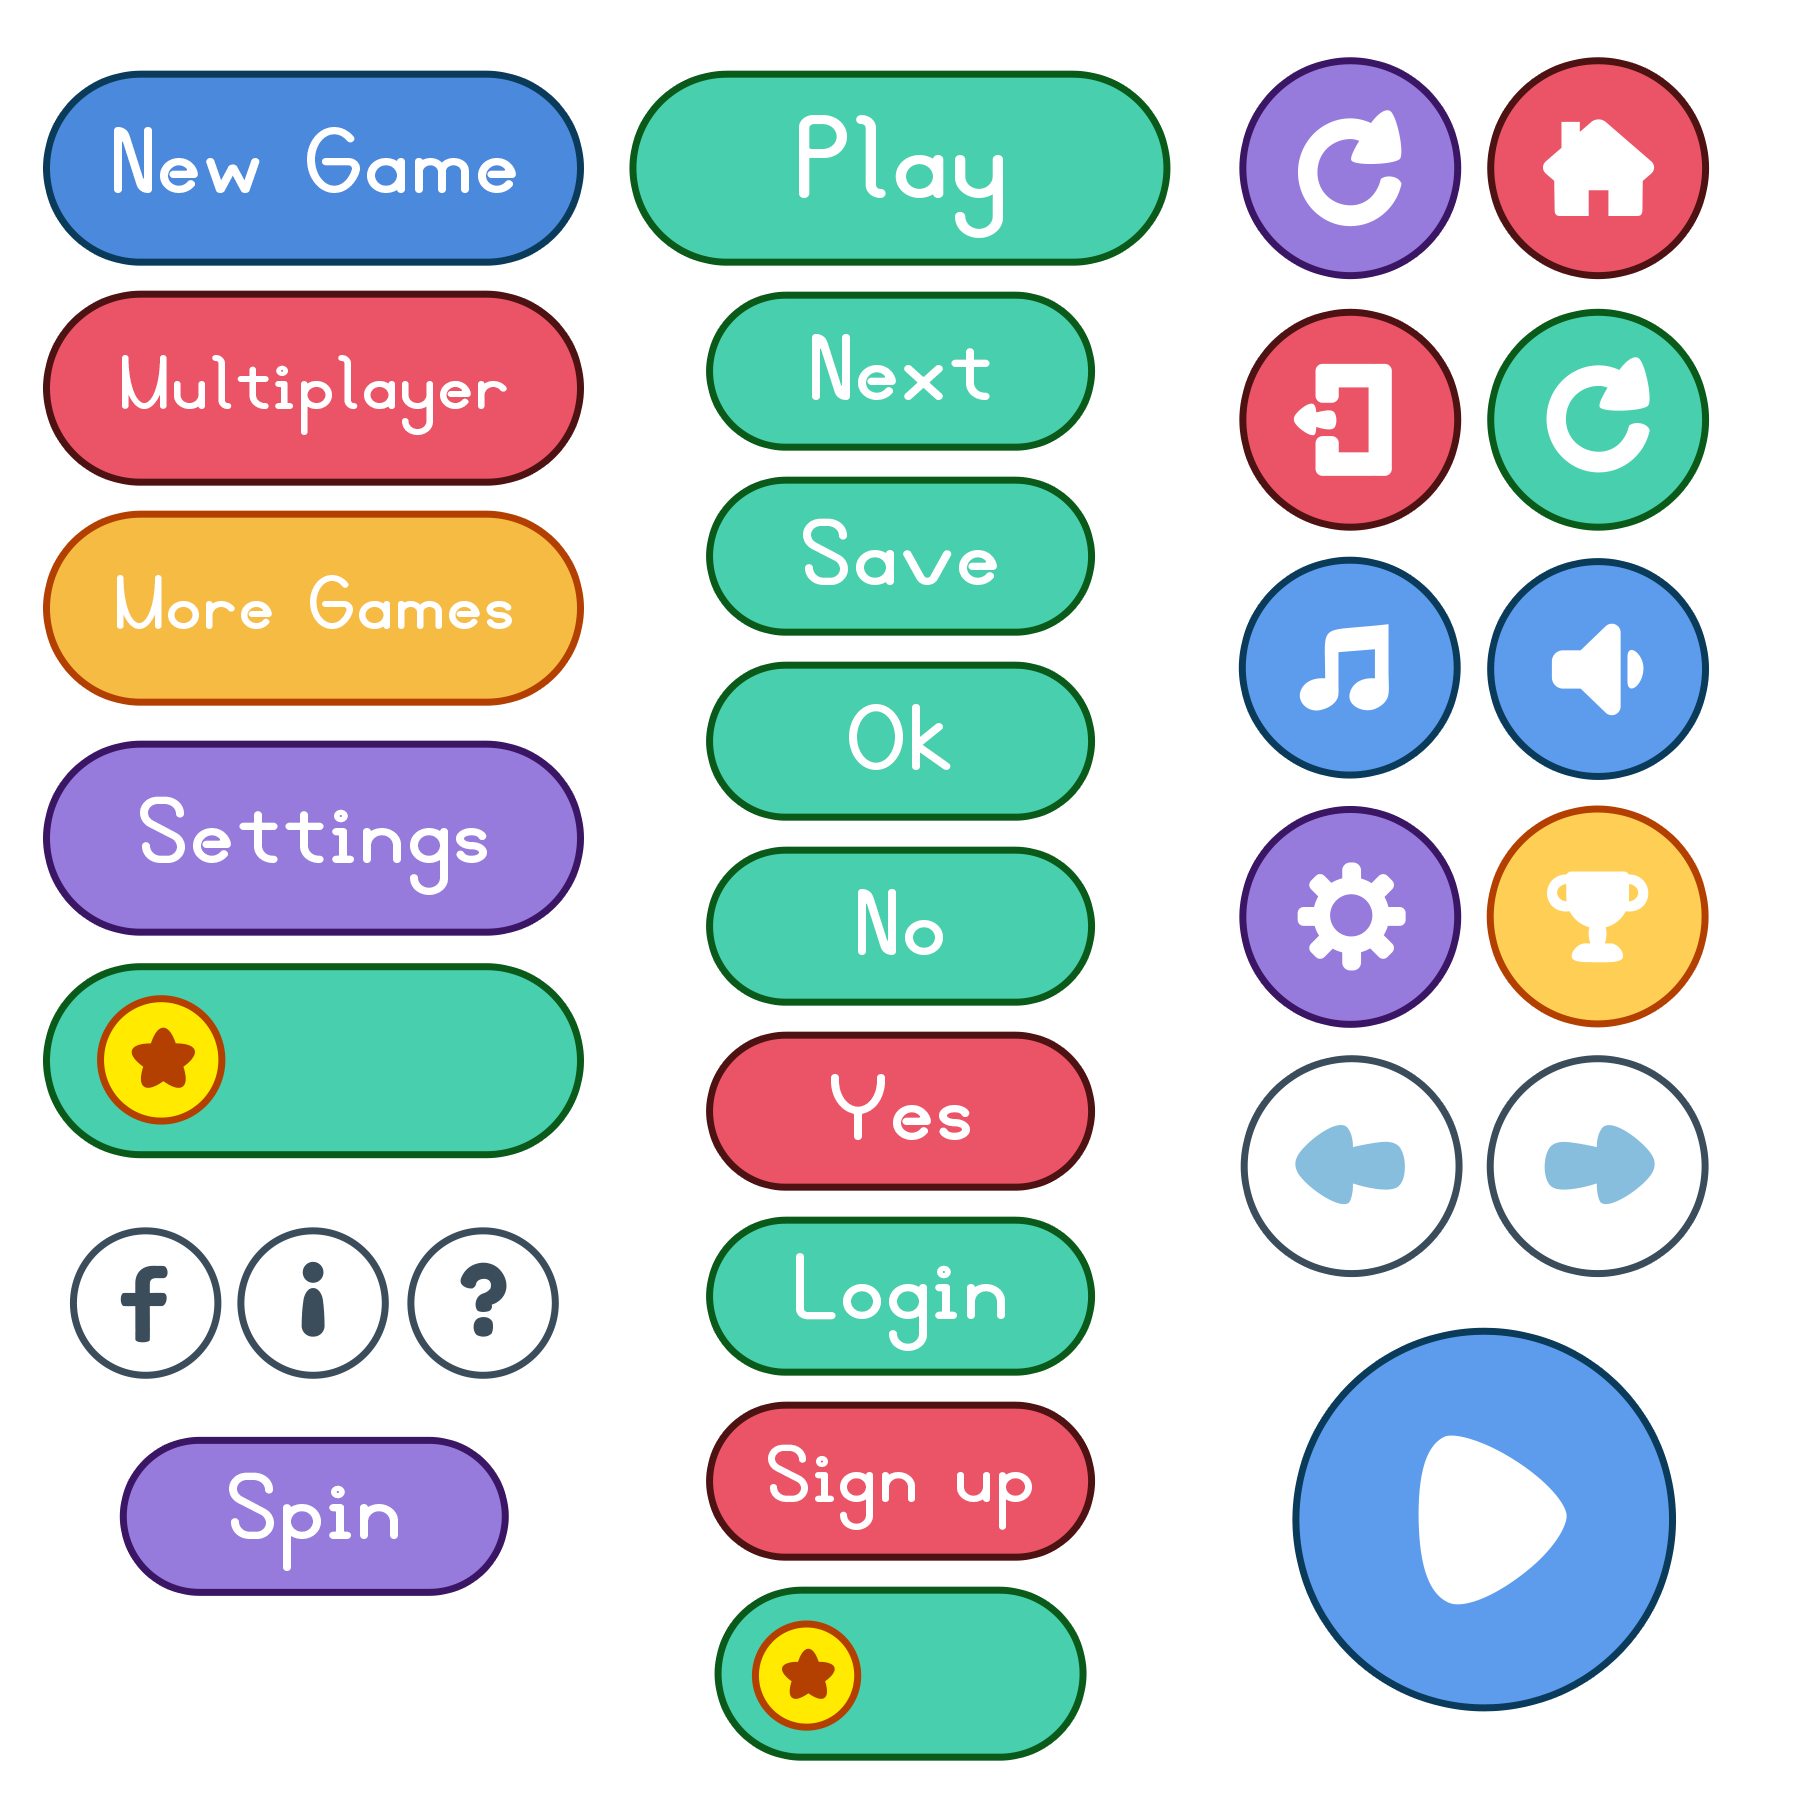 New Game
Multiplayer
More Games
Settings
f
i
?
Spin
Play
Next
Save
Ok
No
Yes
Login
Sign up